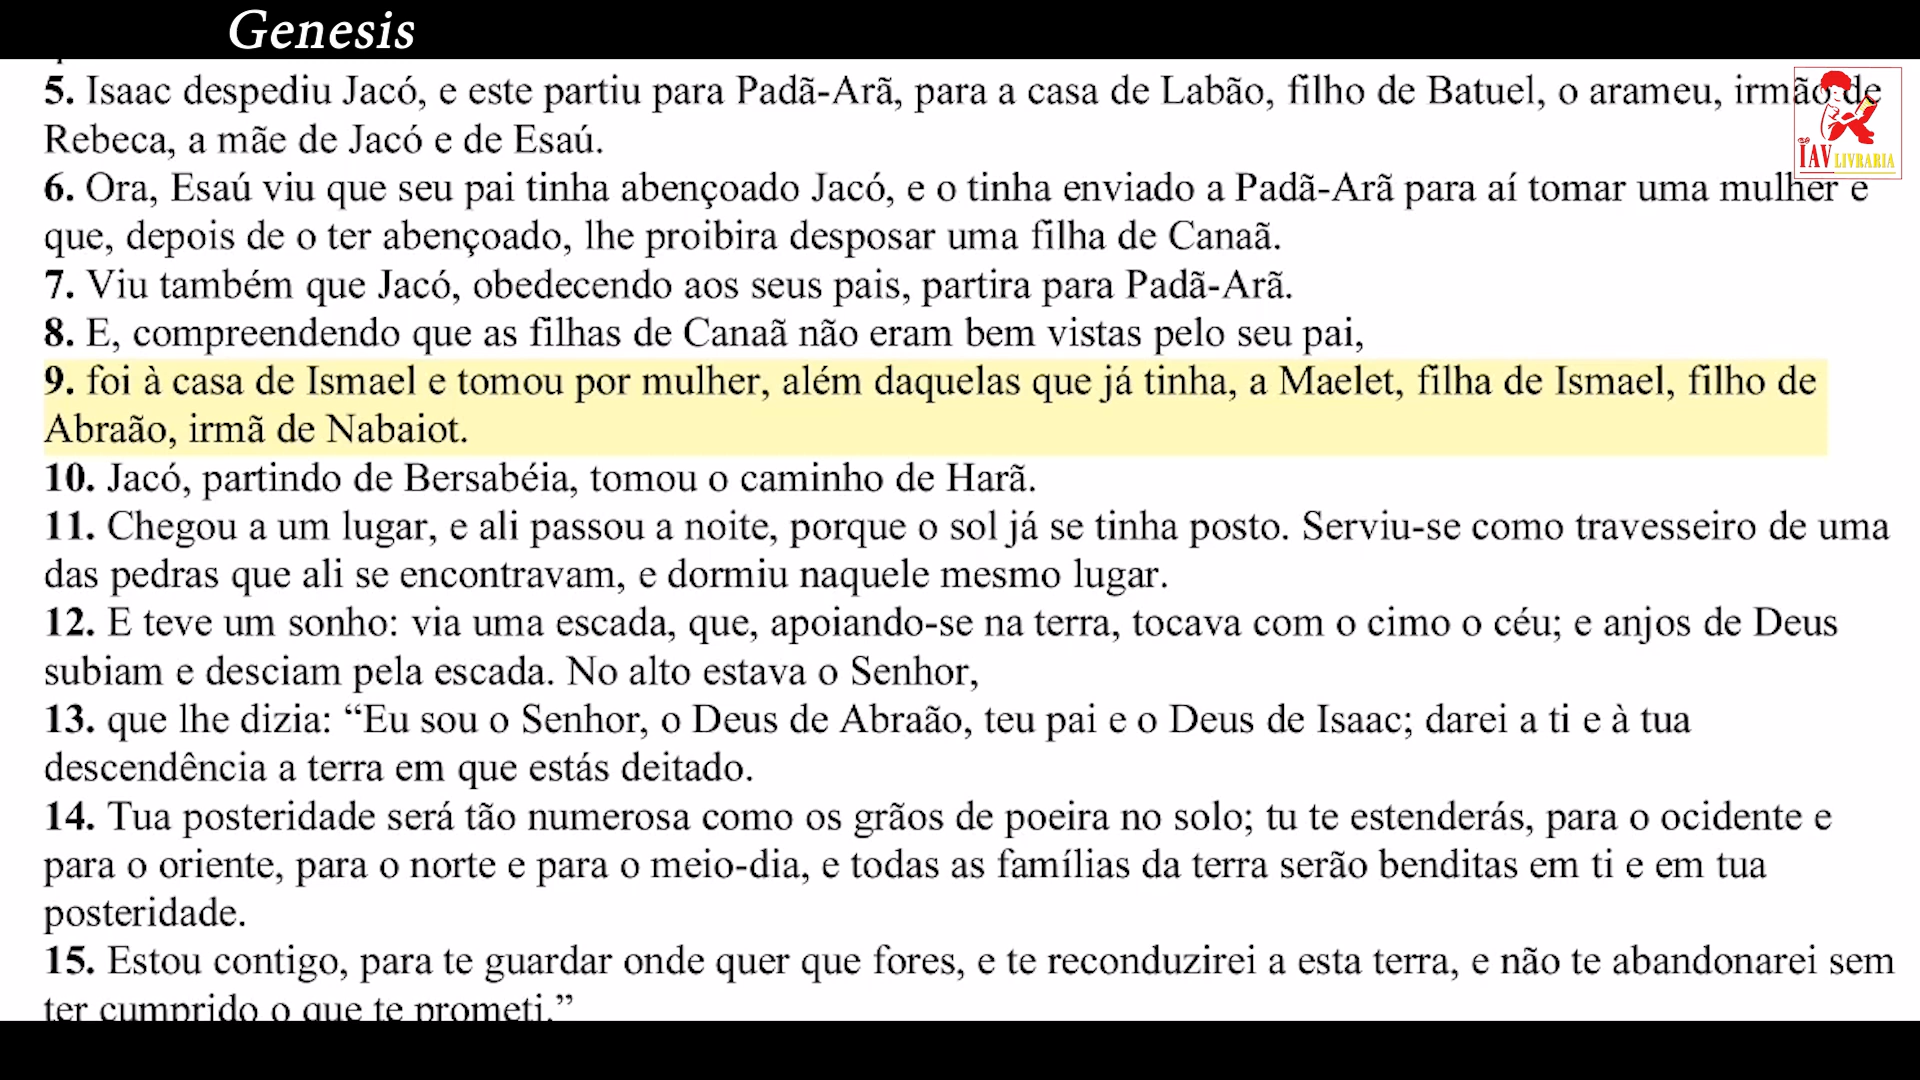 Genesis
5. Isaac despediu Jacó, e este partiu para Padã-Arã, para a casa de Labão, filho de Batuel, o arameu, irmão de
Rebeca, a mãe de Jacó e de Esaú.
6. Ora, Esaú viu que seu pai tinha abençoado Jacó, e o tinha enviado a Padã-Arã para aí tomar uma mulher e
que, depois de o ter abençoado, lhe proibira desposar uma filha de Canaã.
7. Viu também que Jacó, obedecendo aos seus pais, partira para Padã-Arã.
8. E, compreendendo que as filhas de Canaã não eram bem vistas pelo seu pai,
9. foi à casa de Ismael e tomou por mulher, além daquelas que já tinha, a Maelet, filha de Ismael, filho de
Abraão, irmã de Nabaiot.
10. Jacó, partindo de Bersabéia, tomou o caminho de Harã.
11. Chegou a um lugar, e ali passou a noite, porque o sol já se tinha posto. Serviu-se como travesseiro de uma
das pedras que ali se encontravam, e dormiu naquele mesmo lugar.
12. E teve um sonho: via uma escada, que, apoiando-se na terra, tocava com o cimo o céu; e anjos de Deus
subiam e desciam pela escada. No alto estava o Senhor,
13. que lhe dizia: “Eu sou o Senhor, o Deus de Abraão, teu pai e o Deus de Isaac; darei a ti e à tua
descendência a terra em que estás deitado.
14. Tua posteridade será tão numerosa como os grãos de poeira no solo; tu te estenderás, para o ocidente e
para o oriente, para o norte e para o meio-dia, e todas as famílias da terra serão benditas em ti e em tua
posteridade.
15. Estou contigo, para te guardar onde quer que fores, e te reconduzirei a esta terra, e não te abandonarei sem
ter cumprido o que te prometi.”
IAV LIVRARIA